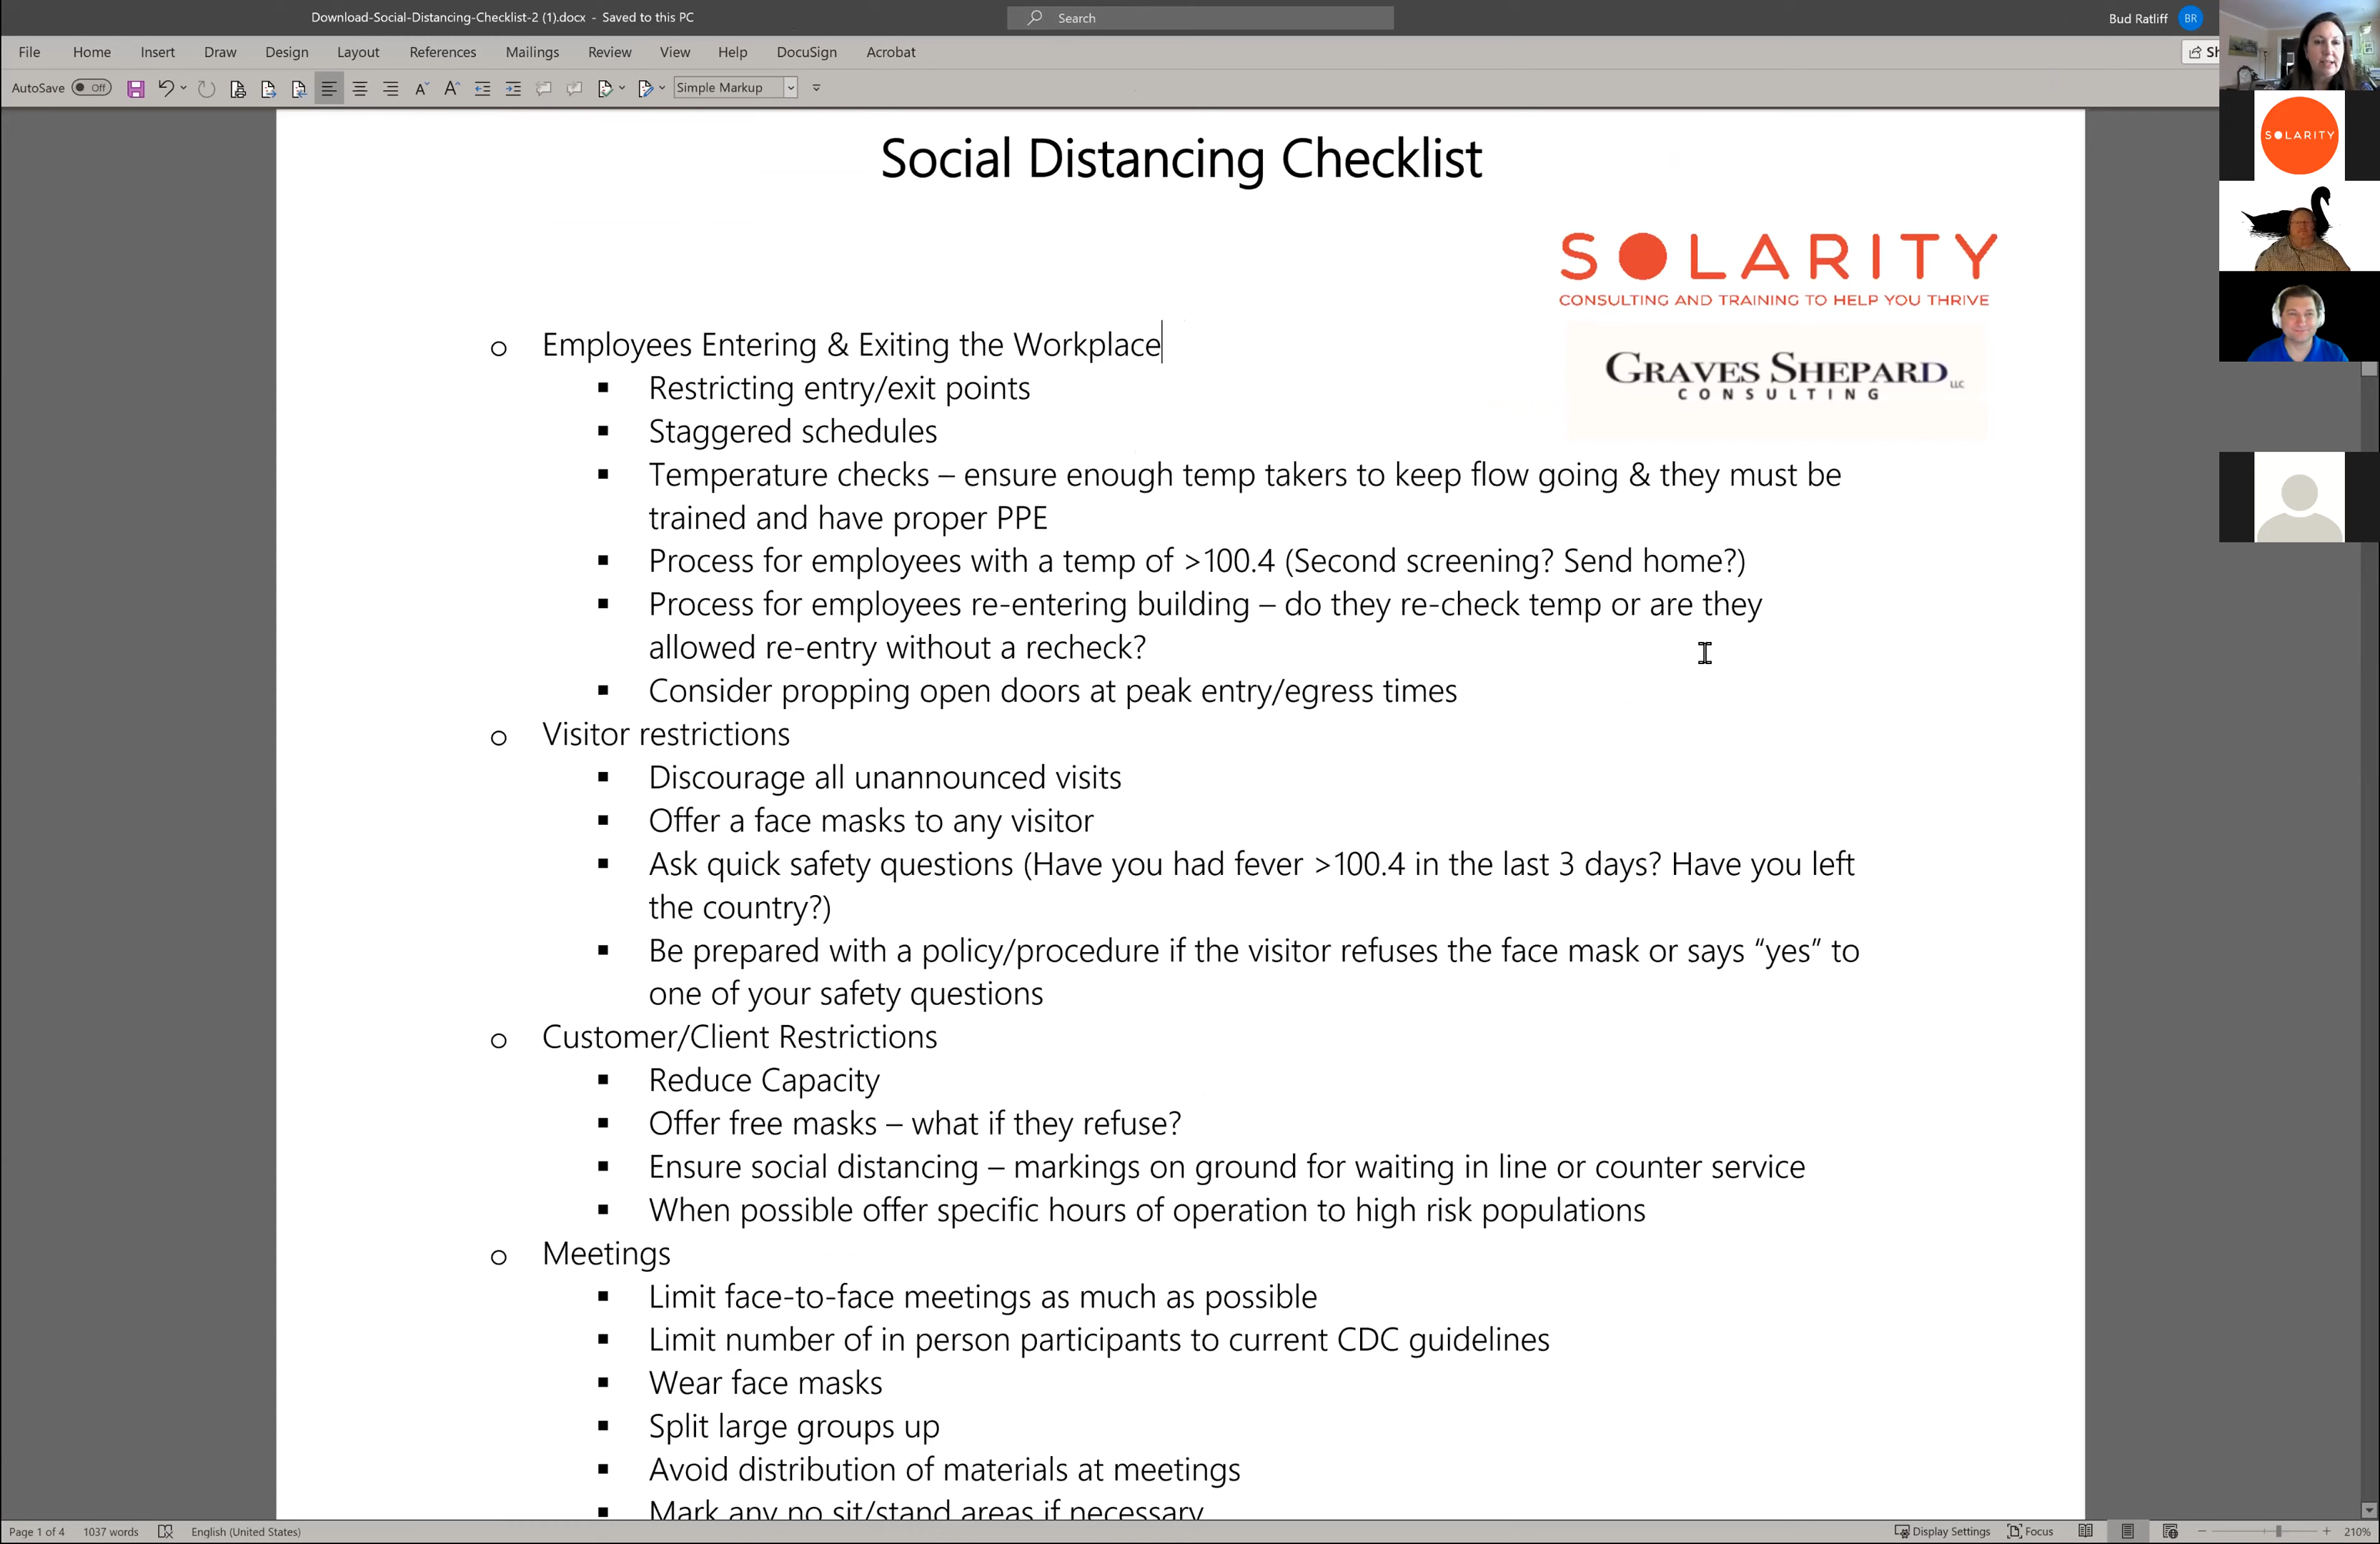 Download-Social-Distancing-Checklist-2 (1).docx - Saved to this PC
Search
Bud Ratliff BR
File Home Insert Draw Design Layout References Mailings Review View Help DocuSign Acrobat
AutoSave Off Simple Markup
Social Distancing Checklist
SOLARITY
SOLARITY
CONSULTING AND TRAINING TO HELP YOU THRIVE
GRAVES SHEPARD LLC
CONSULTING
o Employees Entering & Exiting the Workplace
▪ Restricting entry/exit points
▪ Staggered schedules
▪ Temperature checks – ensure enough temp takers to keep flow going & they must be
trained and have proper PPE
▪ Process for employees with a temp of >100.4 (Second screening? Send home?)
▪ Process for employees re-entering building – do they re-check temp or are they
allowed re-entry without a recheck?
▪ Consider propping open doors at peak entry/egress times
o Visitor restrictions
▪ Discourage all unannounced visits
▪ Offer a face masks to any visitor
▪ Ask quick safety questions (Have you had fever >100.4 in the last 3 days? Have you left
the country?)
▪ Be prepared with a policy/procedure if the visitor refuses the face mask or says “yes” to
one of your safety questions
o Customer/Client Restrictions
▪ Reduce Capacity
▪ Offer free masks – what if they refuse?
▪ Ensure social distancing – markings on ground for waiting in line or counter service
▪ When possible offer specific hours of operation to high risk populations
o Meetings
▪ Limit face-to-face meetings as much as possible
▪ Limit number of in person participants to current CDC guidelines
▪ Wear face masks
▪ Split large groups up
▪ Avoid distribution of materials at meetings
▪ Mark any no sit/stand areas if necessary
Page 1 of 4 1037 words English (United States) Display Settings Focus 210%